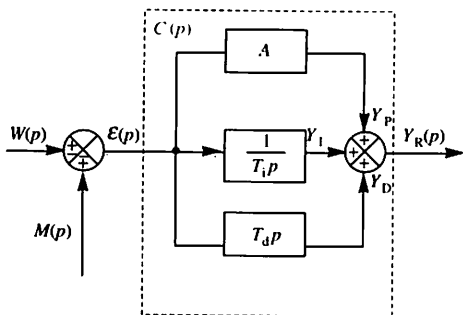 C(p)
A
Y_P
W(p)
ε(p)
1
T_i p
Y_I
Y_R(p)
Y_D
M(p)
T_d p